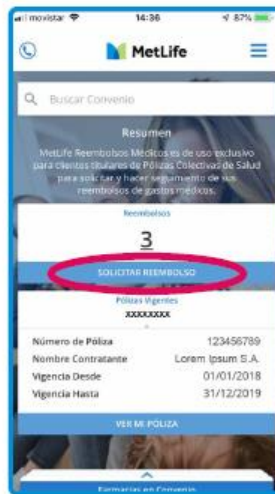 movistar 14:36 87%
MetLife
Buscar Convenio
Resumen
MetLife Reembolsos Médicos es de uso exclusivo
para clientes titulares de Pólizas Colectivas de Salud
para solicitar y hacer seguimiento de sus
reembolsos de gastos médicos.
Reembolsos
3
SOLICITAR REEMBOLSO
Pólizas Vigentes
XXXXXXXX
Número de Póliza 123456789
Nombre Contratante Lorem Ipsum S.A.
Vigencia Desde 01/01/2018
Vigencia Hasta 31/12/2019
VER MI PÓLIZA
Farmacias en Convenio